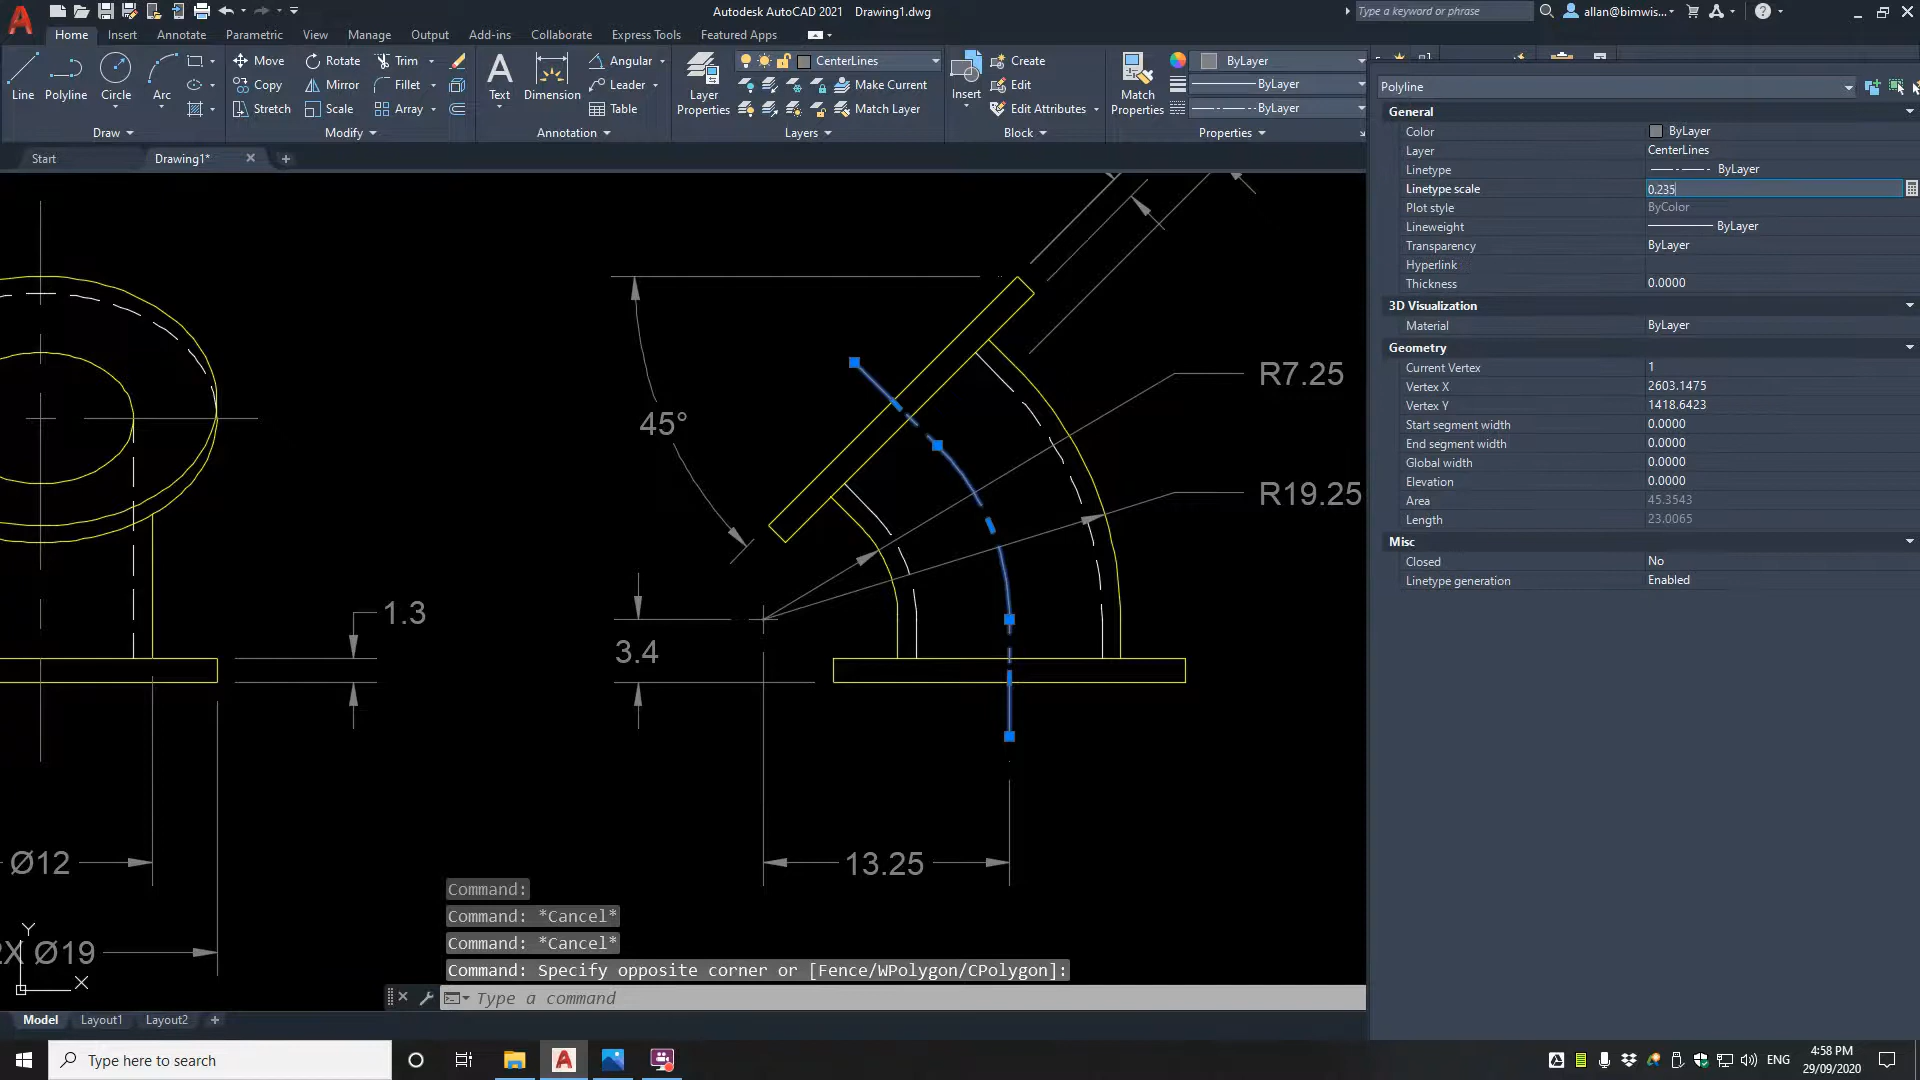 Autodesk AutoCAD 2021 Drawing1.dwg
Type a keyword or phrase
allan@bimwis...
Home Insert Annotate Parametric View Manage Output Add-ins Collaborate Express Tools Featured Apps
Line
Polyline
Circle
Arc
Draw
Move Rotate Trim
Copy Mirror Fillet
Stretch Scale Array
Modify
Text
Dimension
Angular
Leader
Table
Annotation
Layer
Properties
CenterLines
Make Current
Match Layer
Layers
Insert
Create
Edit
Edit Attributes
Block
Match
Properties
ByLayer
ByLayer
ByLayer
Properties
Start
Drawing1*
Polyline
General
Color ByLayer
Layer CenterLines
Linetype ByLayer
Linetype scale 0.235
Plot style ByColor
Lineweight ByLayer
Transparency ByLayer
Hyperlink
Thickness 0.0000
3D Visualization
Material ByLayer
Geometry
Current Vertex 1
Vertex X 2603.1475
Vertex Y 1418.6423
Start segment width 0.0000
End segment width 0.0000
Global width 0.0000
Elevation 0.0000
Area 45.3543
Length 23.0065
Misc
Closed No
Linetype generation Enabled
R7.25
45°
R19.25
1.3
3.4
13.25
Ø12
2X Ø19
Y
X
Command:
Command: *Cancel*
Command: *Cancel*
Command: Specify opposite corner or [Fence/WPolygon/CPolygon]:
Type a command
Model Layout1 Layout2
Type here to search
A
ENG
4:58 PM
29/09/2020